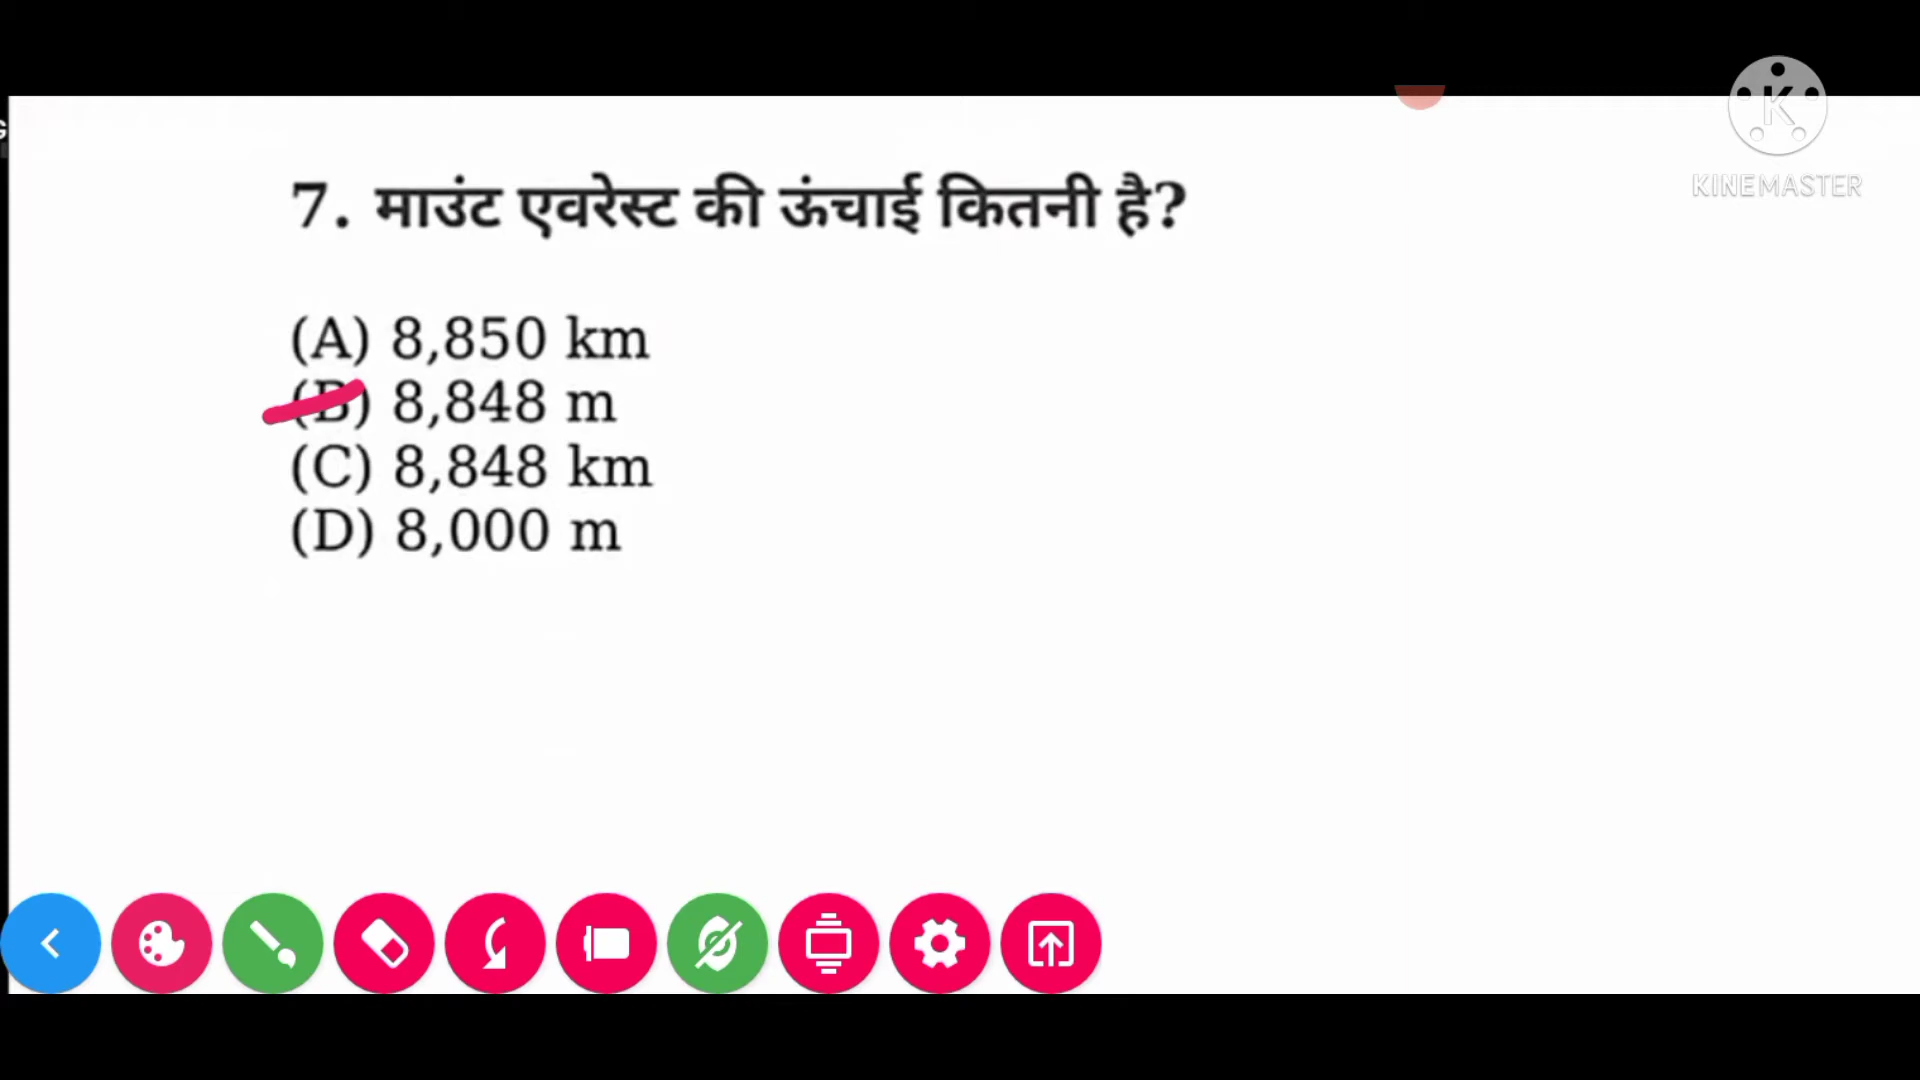 7. माउंट एवरेस्ट की ऊंचाई कितनी है?
(A) 8,850 km
(B) 8,848 m
(C) 8,848 km
(D) 8,000 m
KINEMASTER